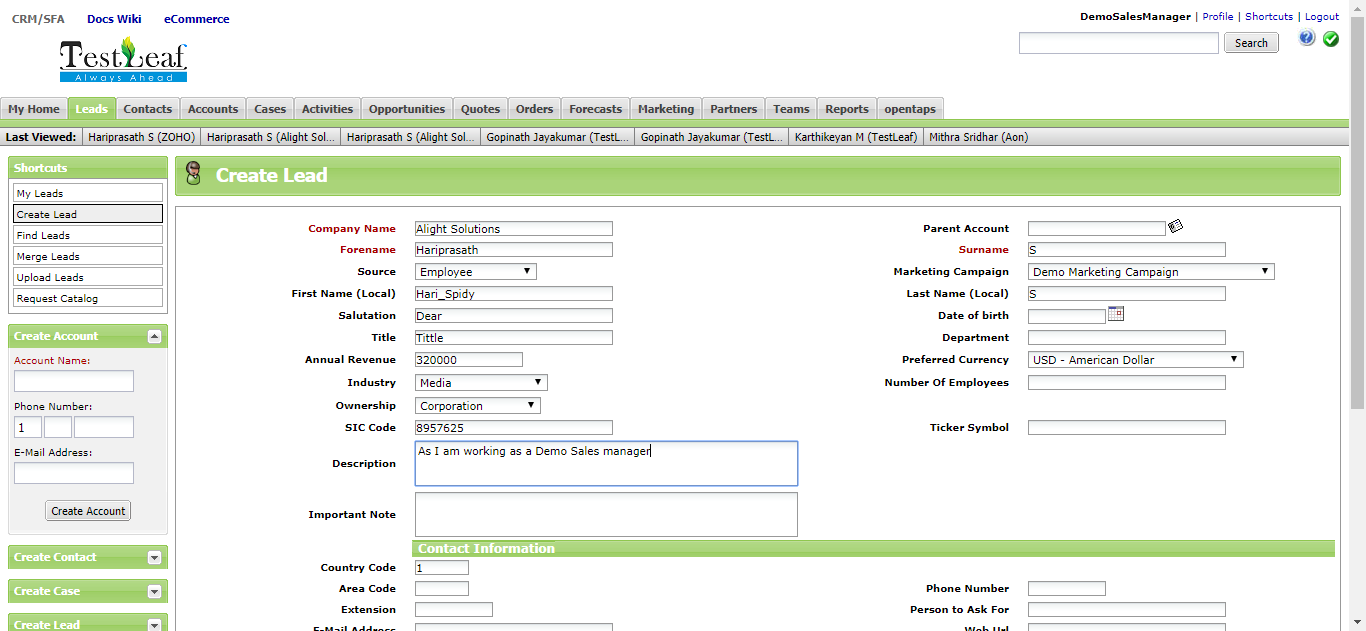 CRM/SFA Docs Wiki eCommerce
DemoSalesManager | Profile | Shortcuts | Logout
TestLeaf
Always Ahead
Search
My Home Leads Contacts Accounts Cases Activities Opportunities Quotes Orders Forecasts Marketing Partners Teams Reports opentaps
Last Viewed: Hariprasath S (ZOHO) Hariprasath S (Alight Sol... Hariprasath S (Alight Sol... Gopinath Jayakumar (TestL... Gopinath Jayakumar (TestL... Karthikeyan M (TestLeaf) Mithra Sridhar (Aon)
Shortcuts
My Leads
Create Lead
Find Leads
Merge Leads
Upload Leads
Request Catalog
Create Account
Account Name:
Phone Number:
1
E-Mail Address:
Create Account
Create Contact
Create Case
Create Lead
Create Lead
Company Name Alight Solutions Parent Account
Forename Hariprasath Surname S
Source Employee Marketing Campaign Demo Marketing Campaign
First Name (Local) Hari_Spidy Last Name (Local) S
Salutation Dear Date of birth
Title Tittle Department
Annual Revenue 320000 Preferred Currency USD - American Dollar
Industry Media Number Of Employees
Ownership Corporation
SIC Code 8957625 Ticker Symbol
Description As I am working as a Demo Sales manager
Important Note
Contact Information
Country Code 1
Area Code Phone Number
Extension Person to Ask For
E-Mail Address Web Url